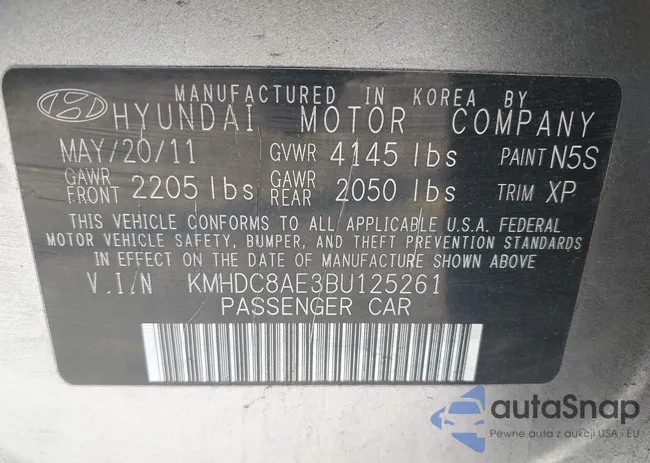 MANUFACTURED IN KOREA BY
HYUNDAI MOTOR COMPANY
MAY/20/11 GVWR 4145 lbs PAINT N5S
GAWR FRONT 2205 lbs GAWR REAR 2050 lbs TRIM XP
THIS VEHICLE CONFORMS TO ALL APPLICABLE U.S.A. FEDERAL
MOTOR VEHICLE SAFETY, BUMPER, AND THEFT PREVENTION STANDARDS
IN EFFECT ON THE DATE OF MANUFACTURE SHOWN ABOVE
V.I/N KMHDC8AE3BU125261
PASSENGER CAR
autoSnap
Pewne auta z aukcji USA i EU